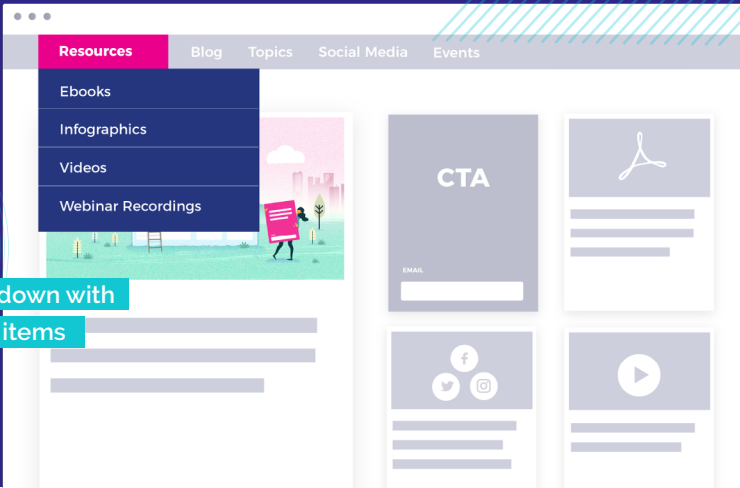 Resources Blog Topics Social Media Events
Ebooks
Infographics
Videos
Webinar Recordings
CTA
EMAIL
down with
items